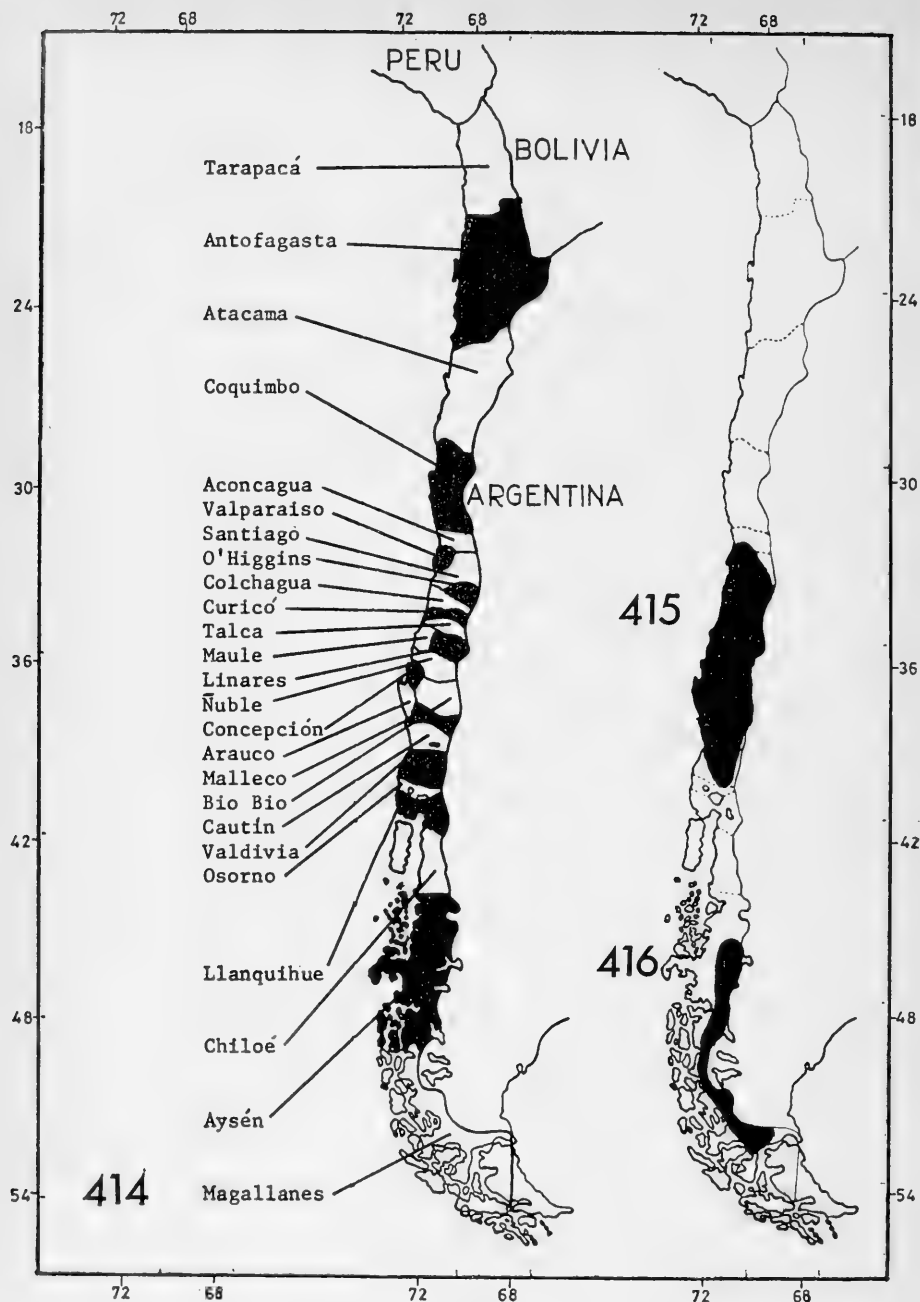 72 68 72 68 72 68
PERU
18 18
BOLIVIA
Tarapacá
Antofagasta
24 24
Atacama
Coquimbo
30 30
Aconcagua
ARGENTINA
Valparaiso
Santiago
O'Higgins
Colchagua
Curicó
415
Talca
Maule
36 36
Linares
Ñuble
Concepción
Arauco
Malleco
Bio Bio
Cautín
42 42
Valdivia
Osorno
416
Llanquihue
48 48
Chiloé
Aysén
54 414 Magallanes 54
72 68 72 68 72 68